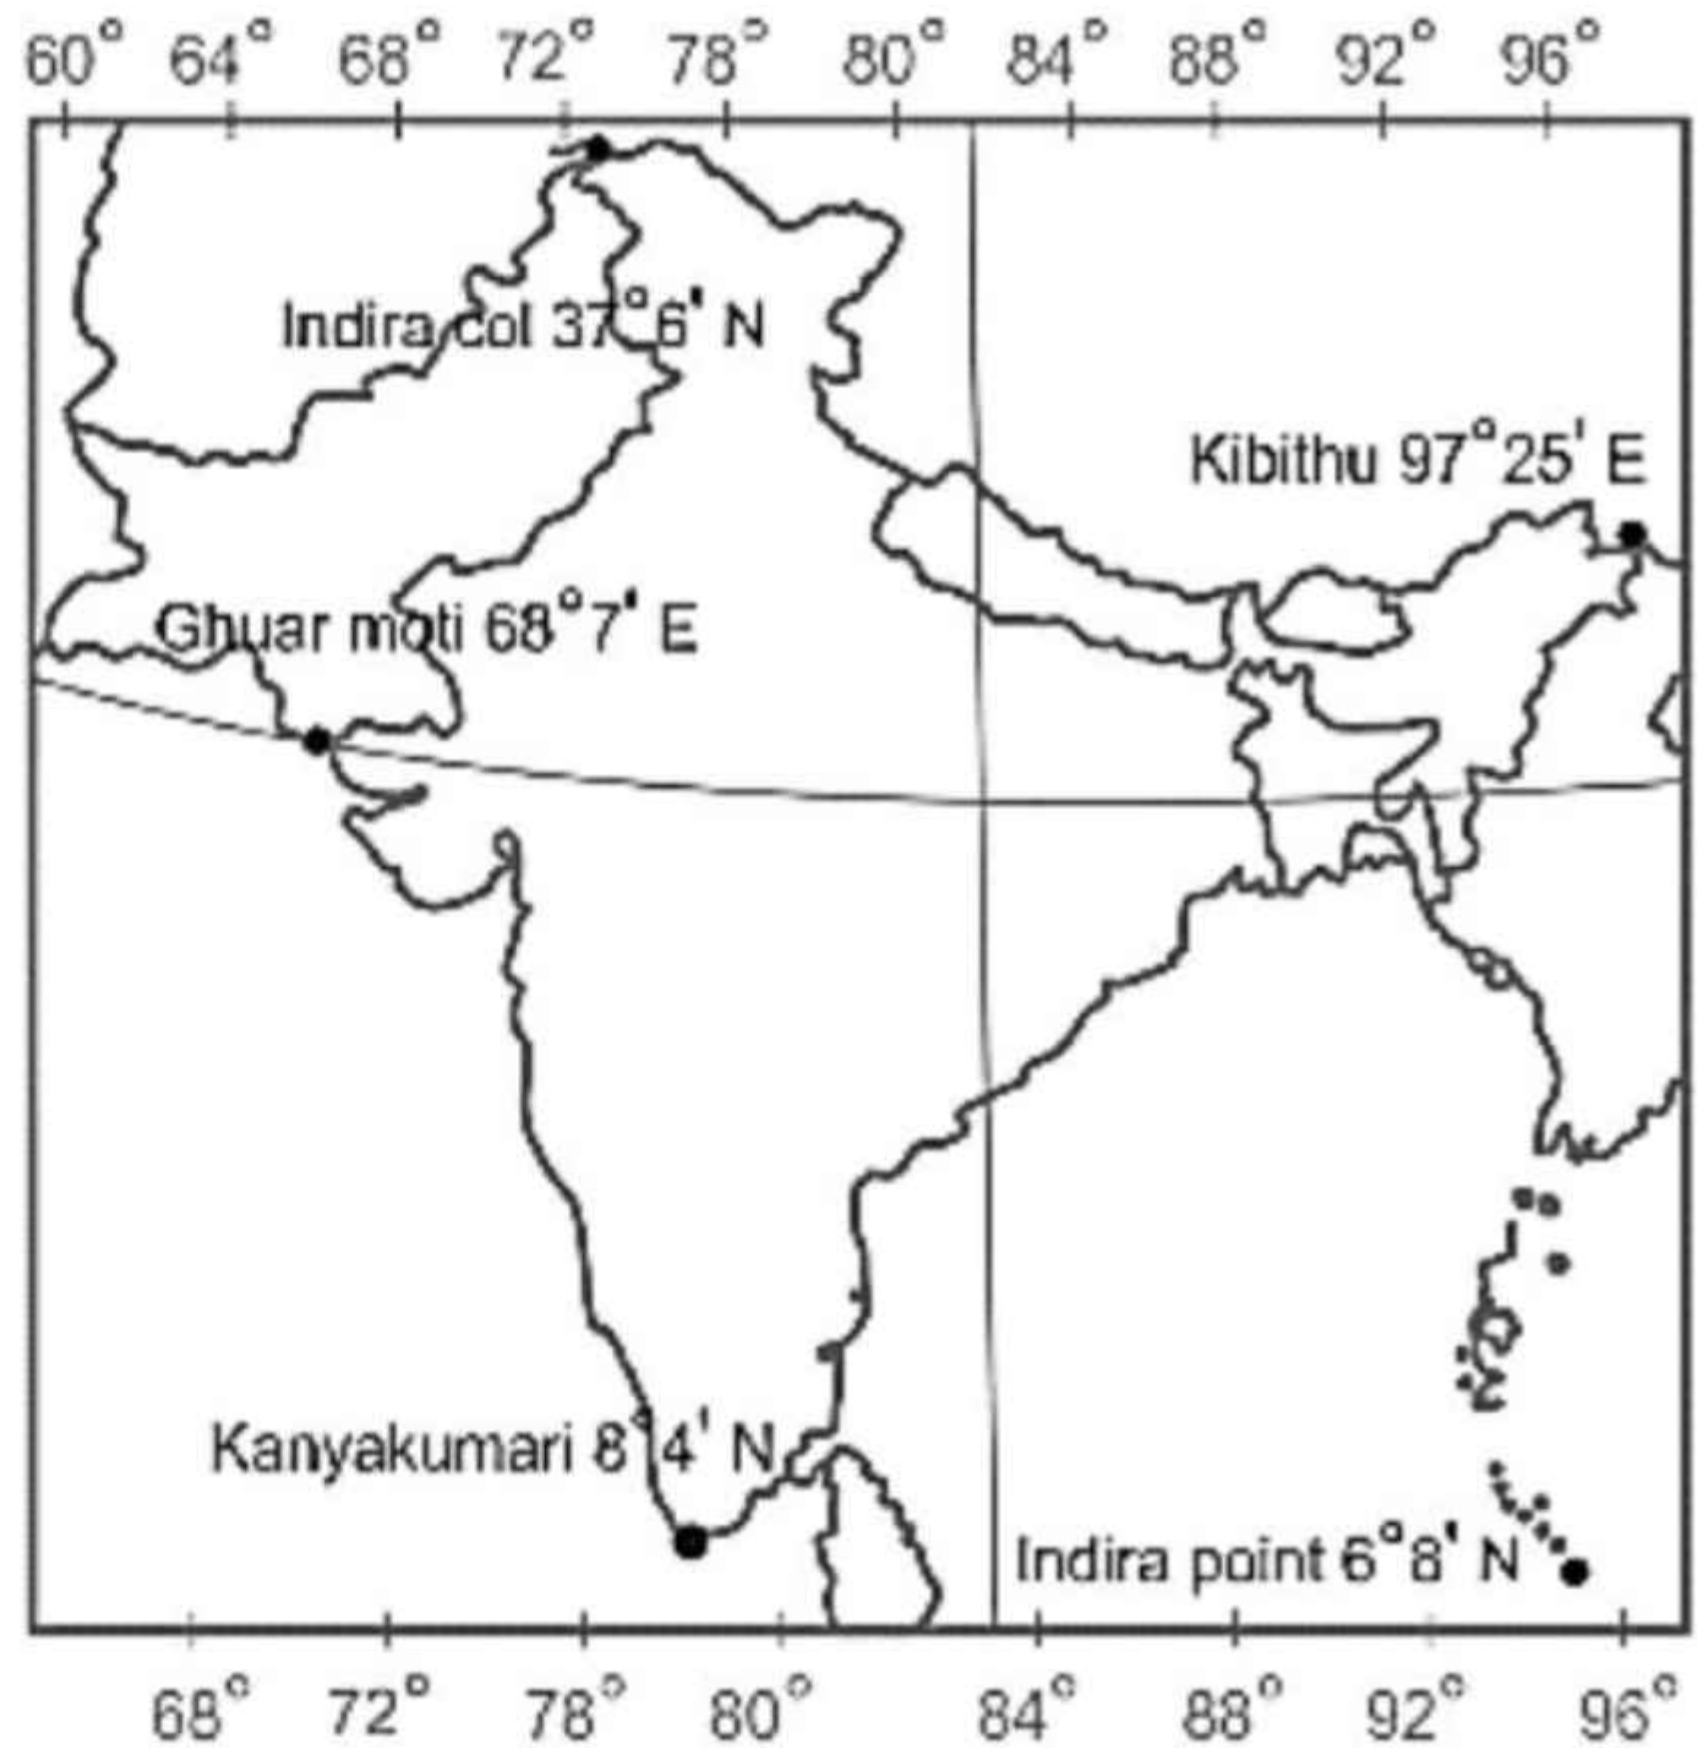 60° 64° 68° 72° 78° 80° 84° 88° 92° 96°
Indira col 37°6' N
Kibithu 97°25' E
Ghuar moti 68°7' E
Kanyakumari 8°4' N
Indira point 6°8' N
68° 72° 78° 80° 84° 88° 92° 96°